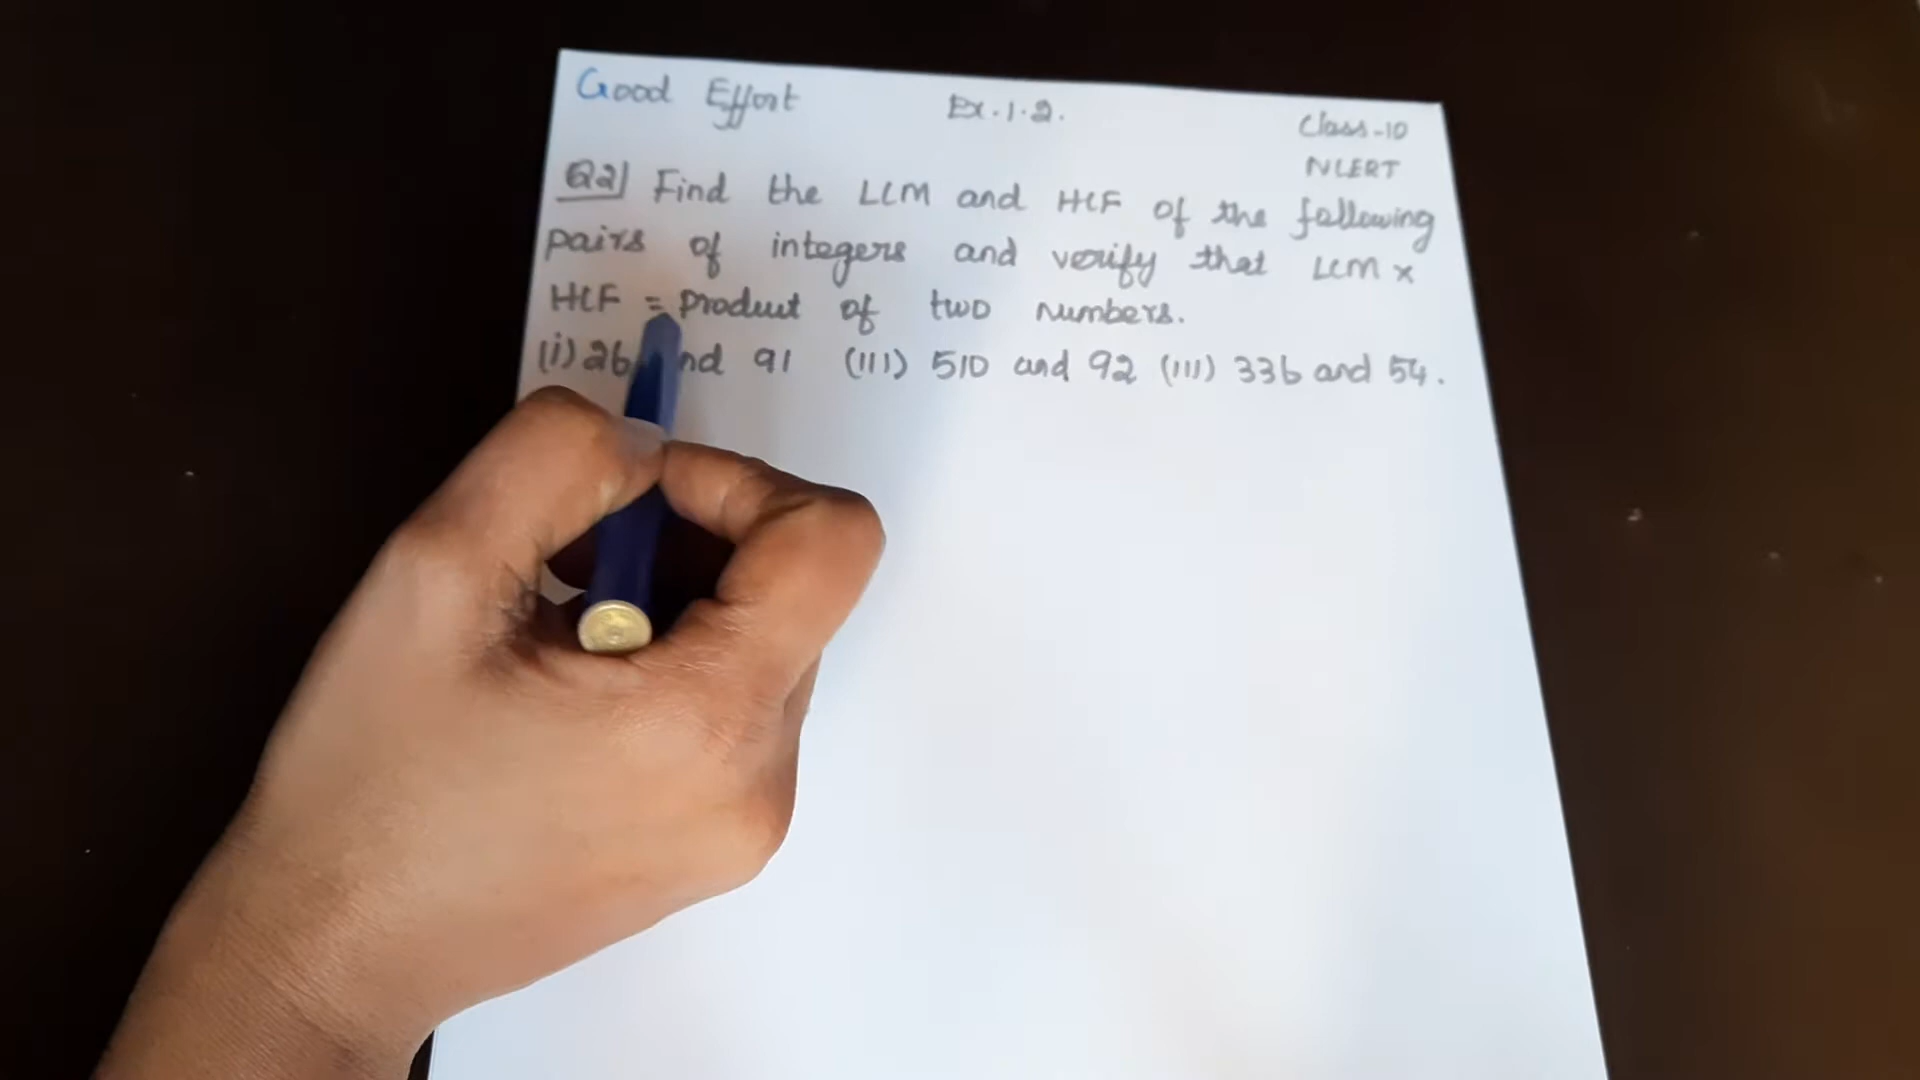 Good Effort
Ex.1.2.
Class-10
NCERT
Q2] Find the LCM and HCF of the following
pairs of integers and verify that LCM x
HCF = product of two numbers.
(i) 26 and 91 (iii) 510 and 92 (iii) 336 and 54.